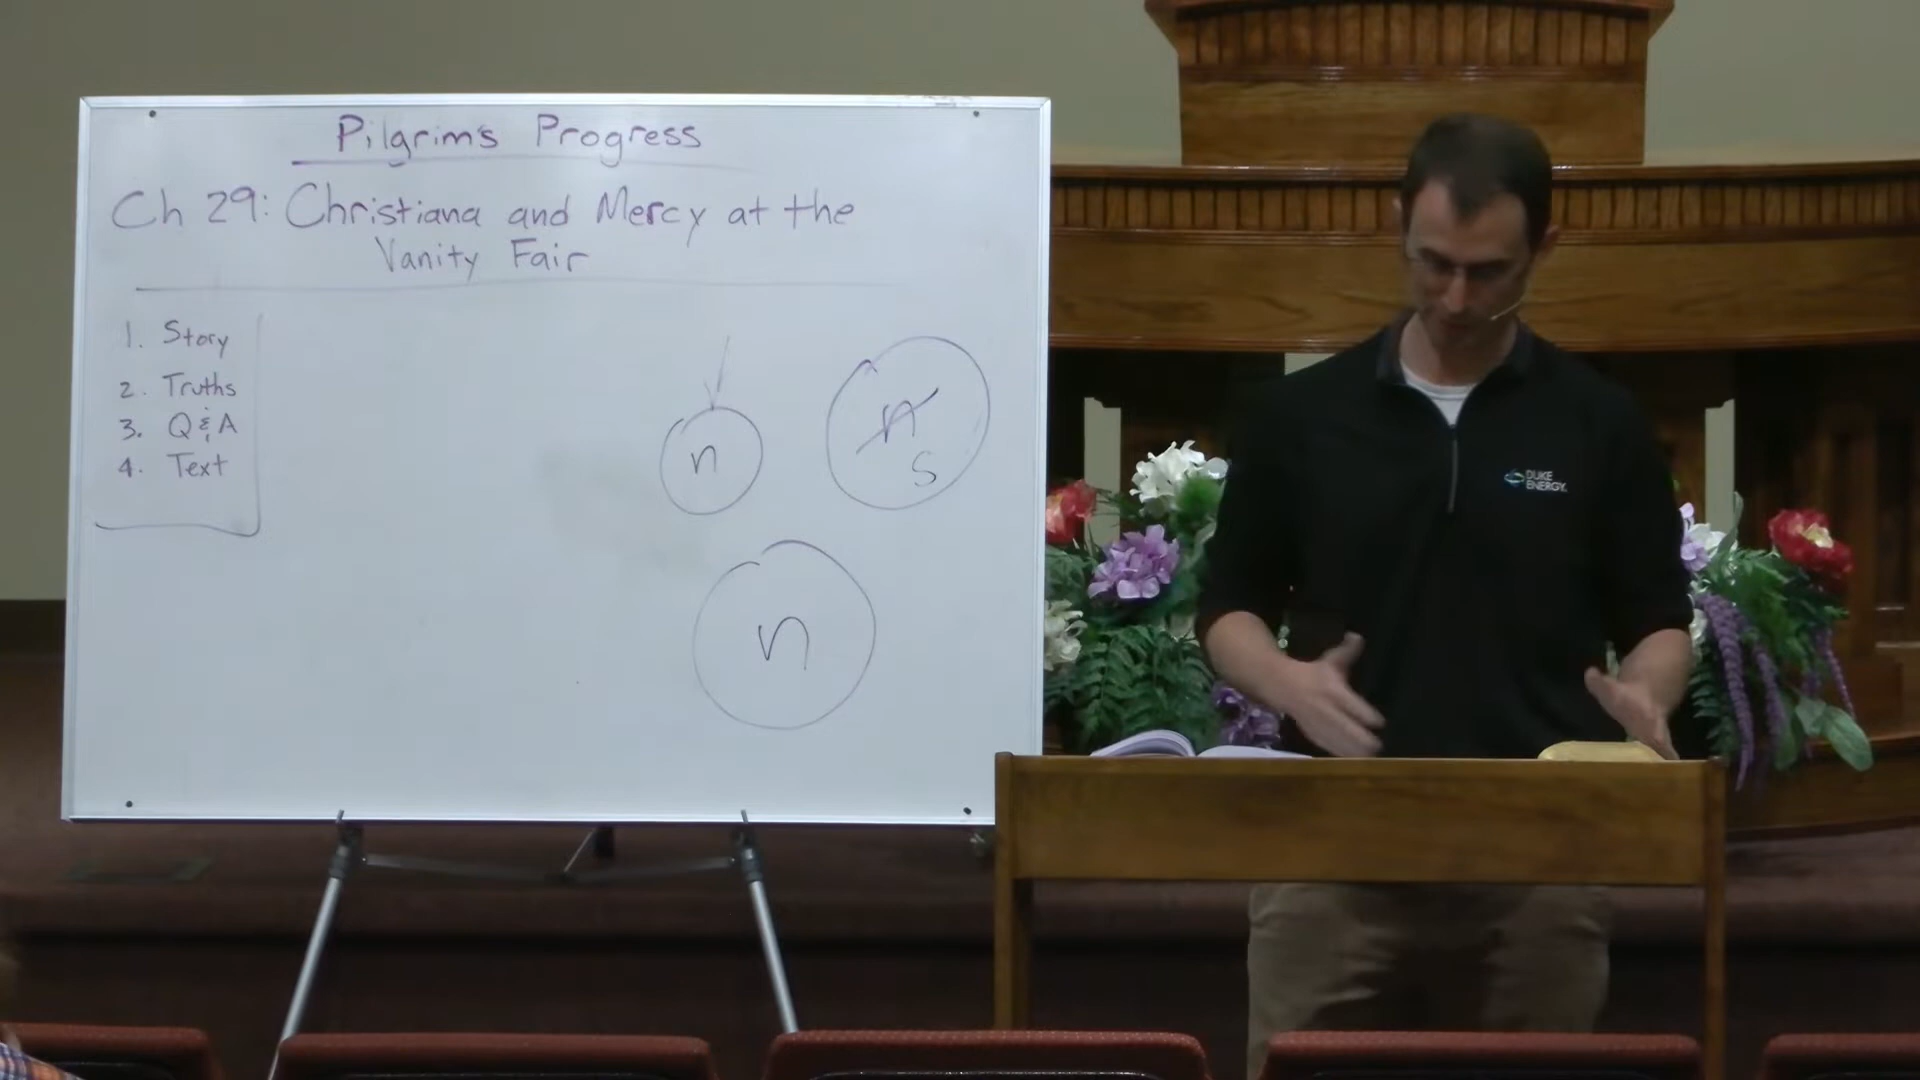 Pilgrim's Progress
Ch 29: Christiana and Mercy at the
Vanity Fair
1. Story
2. Truths
3. Q & A
4. Text
n
n
s
n
DUKE
ENERGY